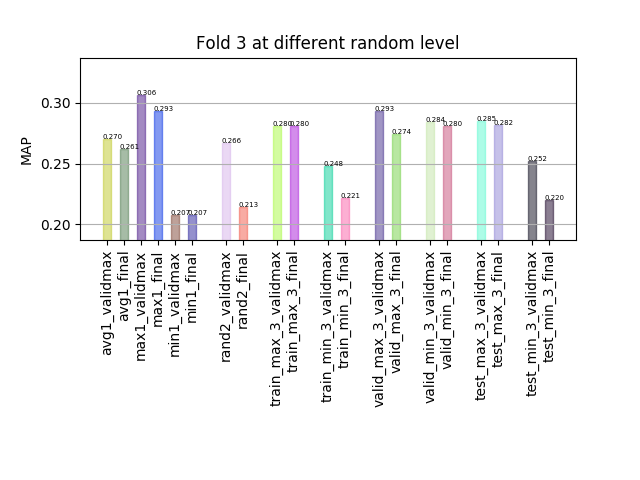 Fold 3 at different random level
MAP
0.30
0.25
0.20
0.270
0.261
0.306
0.293
0.207
0.207
0.266
0.213
0.280
0.280
0.248
0.221
0.293
0.274
0.284
0.280
0.285
0.282
0.252
0.220
avg1_validmax
avg1_final
max1_validmax
max1_final
min1_validmax
min1_final
rand2_validmax
rand2_final
train_max_3_validmax
train_max_3_final
train_min_3_validmax
train_min_3_final
valid_max_3_validmax
valid_max_3_final
valid_min_3_validmax
valid_min_3_final
test_max_3_validmax
test_max_3_final
test_min_3_validmax
test_min_3_final